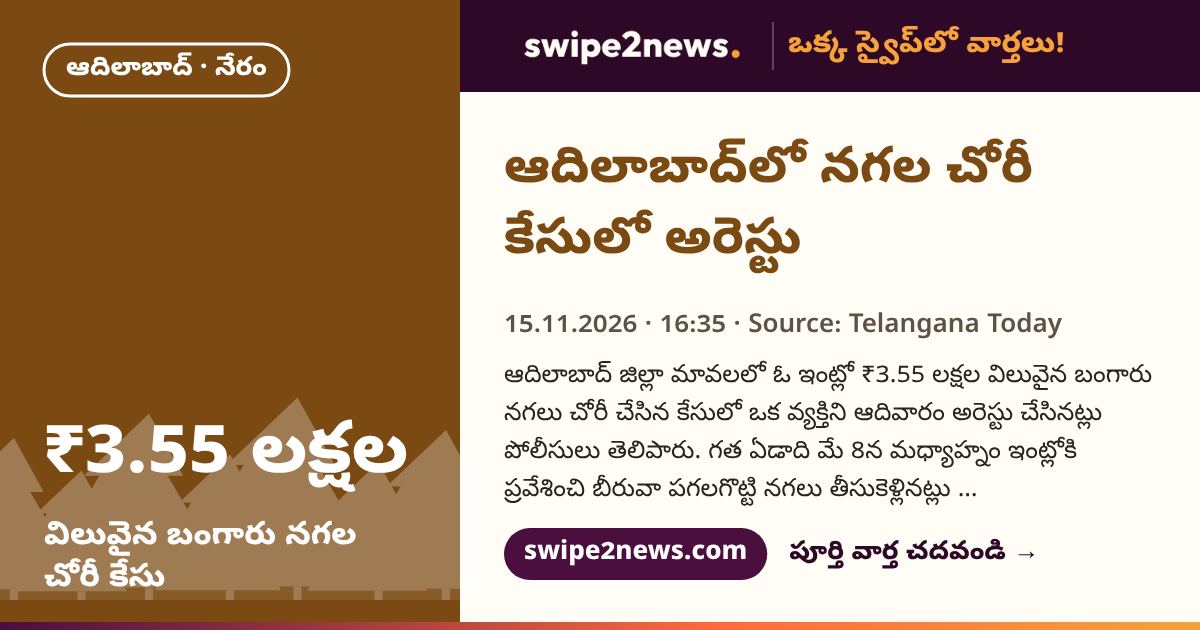 ఆదిలాబాద్ · నేరం
₹3.55 లక్షల
విలువైన బంగారు నగల
చోరీ కేసు
swipe2news.
ఒక్క స్వైప్‌లో వార్తలు!
ఆదిలాబాద్‌లో నగల చోరీ
కేసులో అరెస్టు
15.11.2026 · 16:35 · Source: Telangana Today
ఆదిలాబాద్ జిల్లా మావలలో ఓ ఇంట్లో ₹3.55 లక్షల విలువైన బంగారు
నగలు చోరీ చేసిన కేసులో ఒక వ్యక్తిని ఆదివారం అరెస్టు చేసినట్లు
పోలీసులు తెలిపారు. గత ఏడాది మే 8న మధ్యాహ్నం ఇంట్లోకి
ప్రవేశించి బీరువా పగలగొట్టి నగలు తీసుకెళ్లినట్లు ...
swipe2news.com
పూర్తి వార్త చదవండి →